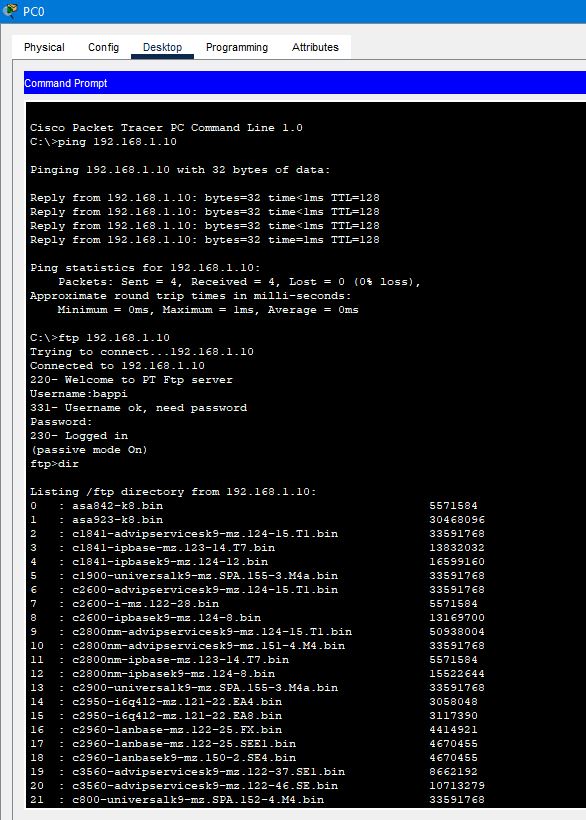 PC0
Physical Config Desktop Programming Attributes
Command Prompt
Cisco Packet Tracer PC Command Line 1.0
C:\>ping 192.168.1.10
Pinging 192.168.1.10 with 32 bytes of data:
Reply from 192.168.1.10: bytes=32 time<1ms TTL=128
Reply from 192.168.1.10: bytes=32 time<1ms TTL=128
Reply from 192.168.1.10: bytes=32 time<1ms TTL=128
Reply from 192.168.1.10: bytes=32 time=1ms TTL=128
Ping statistics for 192.168.1.10:
Packets: Sent = 4, Received = 4, Lost = 0 (0% loss),
Approximate round trip times in milli-seconds:
Minimum = 0ms, Maximum = 1ms, Average = 0ms
C:\>ftp 192.168.1.10
Trying to connect...192.168.1.10
Connected to 192.168.1.10
220- Welcome to PT Ftp server
Username:bappi
331- Username ok, need password
Password:
230- Logged in
(passive mode On)
ftp>dir
Listing /ftp directory from 192.168.1.10:
0 : asa842-k8.bin 5571584
1 : asa923-k8.bin 30468096
2 : c1841-advipservicesk9-mz.124-15.T1.bin 33591768
3 : c1841-ipbase-mz.123-14.T7.bin 13832032
4 : c1841-ipbasek9-mz.124-12.bin 16599160
5 : c1900-universalk9-mz.SPA.155-3.M4a.bin 33591768
6 : c2600-advipservicesk9-mz.124-15.T1.bin 33591768
7 : c2600-i-mz.122-28.bin 5571584
8 : c2600-ipbasek9-mz.124-8.bin 13169700
9 : c2800nm-advipservicesk9-mz.124-15.T1.bin 50938004
10 : c2800nm-advipservicesk9-mz.151-4.M4.bin 33591768
11 : c2800nm-ipbase-mz.123-14.T7.bin 5571584
12 : c2800nm-ipbasek9-mz.124-8.bin 15522644
13 : c2900-universalk9-mz.SPA.155-3.M4a.bin 33591768
14 : c2950-i6q4l2-mz.121-22.EA4.bin 3058048
15 : c2950-i6q4l2-mz.121-22.EA8.bin 3117390
16 : c2960-lanbase-mz.122-25.FX.bin 4414921
17 : c2960-lanbase-mz.122-25.SEE1.bin 4670455
18 : c2960-lanbasek9-mz.150-2.SE4.bin 4670455
19 : c3560-advipservicesk9-mz.122-37.SE1.bin 8662192
20 : c3560-advipservicesk9-mz.122-46.SE.bin 10713279
21 : c800-universalk9-mz.SPA.152-4.M4.bin 33591768